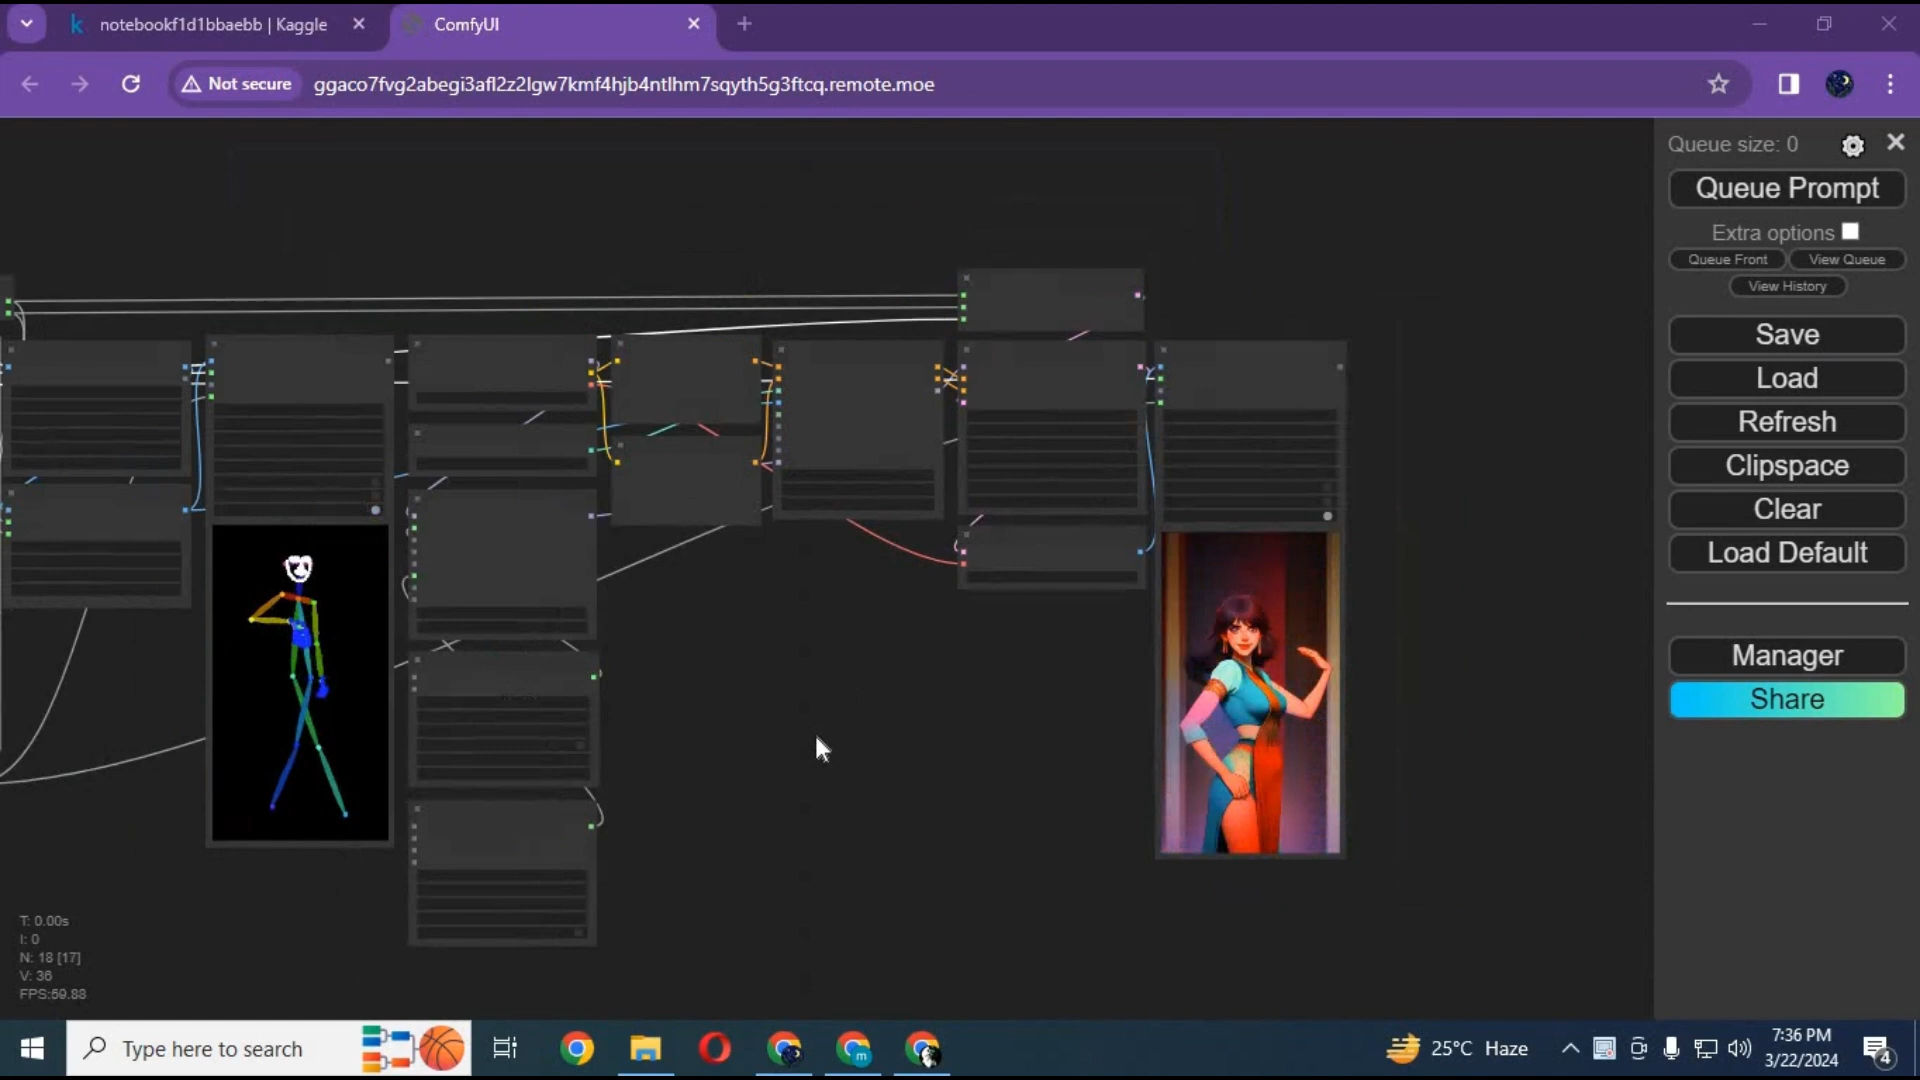 notebookf1d1bbaebb | Kaggle
ComfyUI
Not secure
ggaco7fvg2abegi3afl2z2lgw7kmf4hjb4ntlhm7sqyth5g3ftcq.remote.moe
Queue size: 0
Queue Prompt
Extra options
Queue Front
View Queue
View History
Save
Load
Refresh
Clipspace
Clear
Load Default
Manager
Share
T: 0.00s
I: 0
N: 18 [17]
V: 36
FPS:59.88
Type here to search
m
25°C Haze
7:36 PM
3/22/2024
4